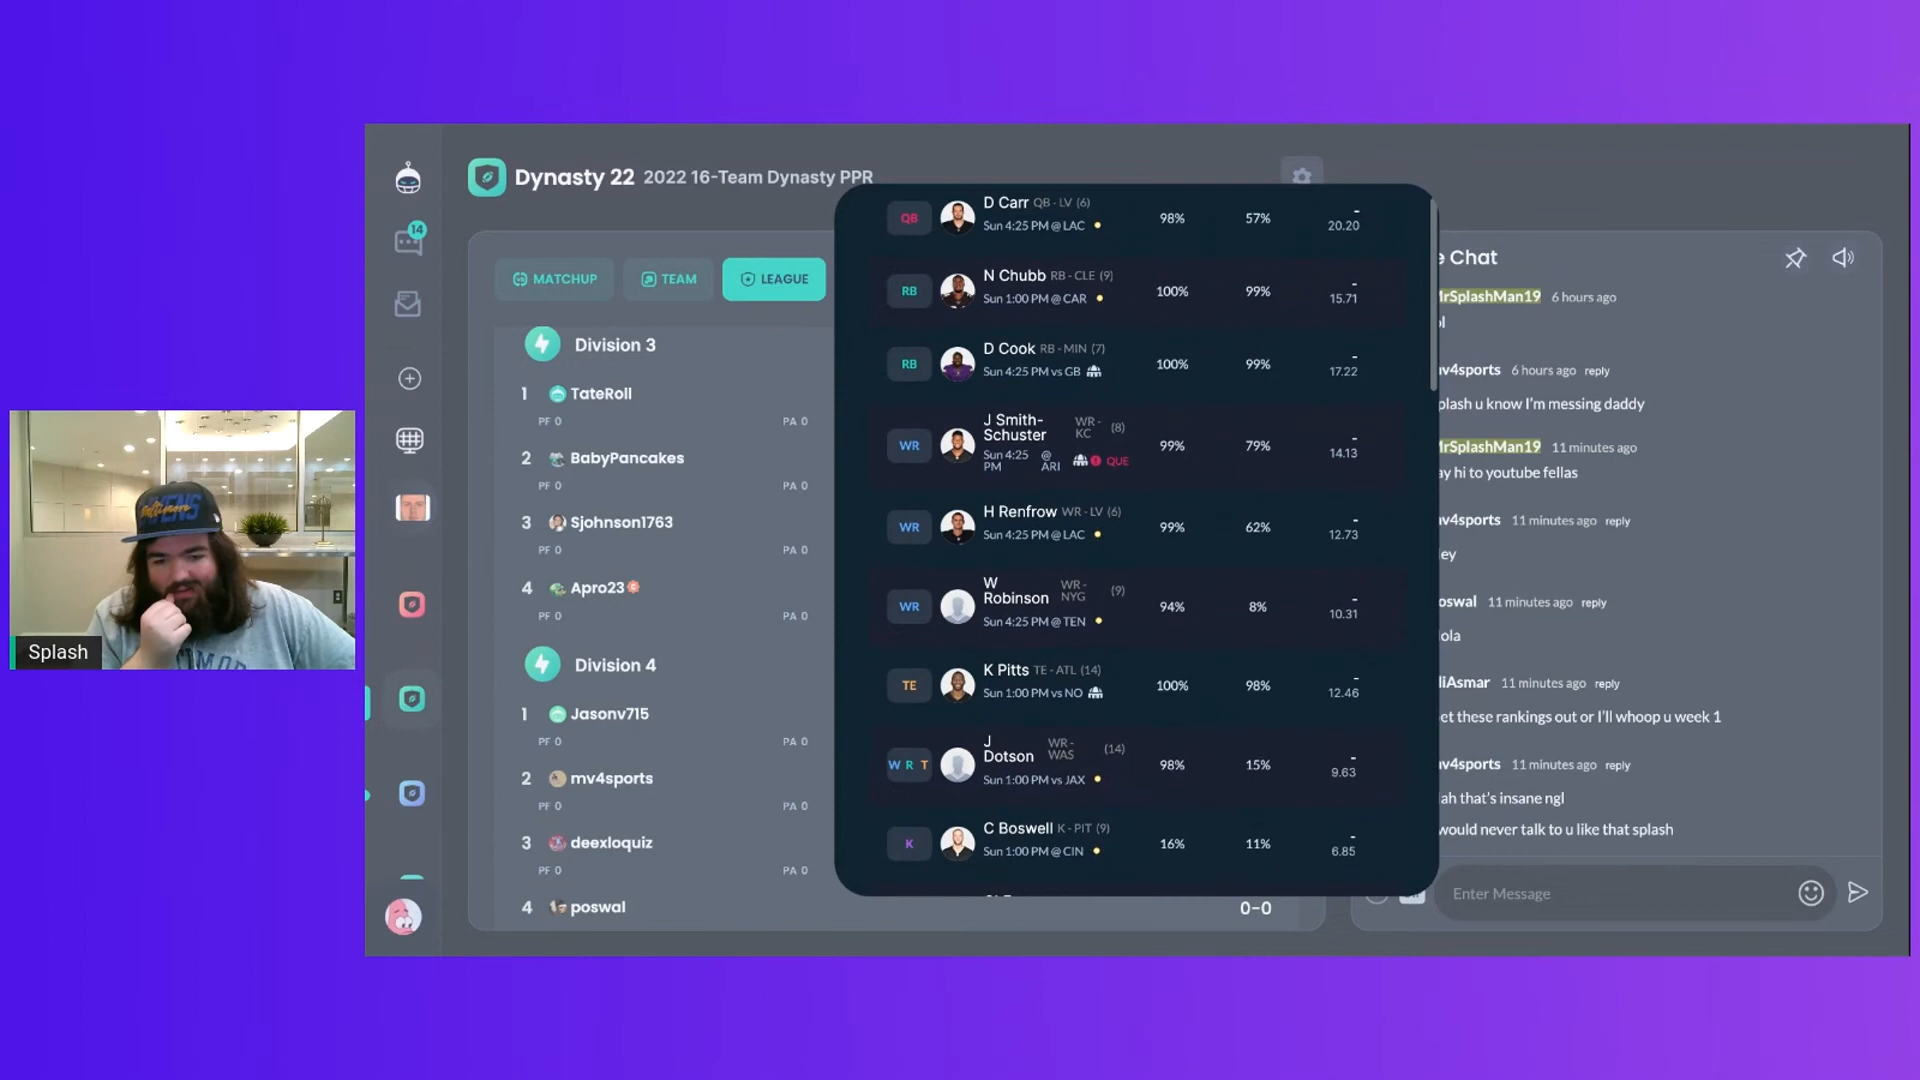 14
Dynasty 22 2022 16-Team Dynasty PPR
MATCHUP
TEAM
LEAGUE
Division 3
1 TateRoll
PF 0 PA 0
2 BabyPancakes
PF 0 PA 0
3 Sjohnson1763
PF 0 PA 0
4 Apro23
PF 0 PA 0
Division 4
1 Jasonv715
PF 0 PA 0
2 mv4sports
PF 0 PA 0
3 deexloquiz
PF 0 PA 0
4 poswal
0-0
QB D Carr QB - LV (6) 98% 57% -
Sun 4:25 PM @ LAC 20.20
RB N Chubb RB - CLE (9) 100% 99% -
Sun 1:00 PM @ CAR 15.71
RB D Cook RB - MIN (7) 100% 99% -
Sun 4:25 PM vs GB 17.22
WR J Smith-Schuster WR - KC (8) 99% 79% -
Sun 4:25 PM @ ARI QUE 14.13
WR H Renfrow WR - LV (6) 99% 62% -
Sun 4:25 PM @ LAC 12.73
WR W Robinson WR - NYG (9) 94% 8% -
Sun 4:25 PM @ TEN 10.31
TE K Pitts TE - ATL (14) 100% 98% -
Sun 1:00 PM vs NO 12.46
W R T J Dotson WR - WAS (14) 98% 15% -
Sun 1:00 PM vs JAX 9.63
K C Boswell K - PIT (9) 16% 11% -
Sun 1:00 PM @ CIN 6.85
e Chat
MrSplashMan19 6 hours ago
ol
mv4sports 6 hours ago reply
plash u know I'm messing daddy
MrSplashMan19 11 minutes ago
ay hi to youtube fellas
mv4sports 11 minutes ago reply
ey
oswal 11 minutes ago reply
ola
liAsmar 11 minutes ago reply
et these rankings out or I'll whoop u week 1
mv4sports 11 minutes ago reply
ah that's insane ngl
would never talk to u like that splash
Enter Message
Splash
Baltimore